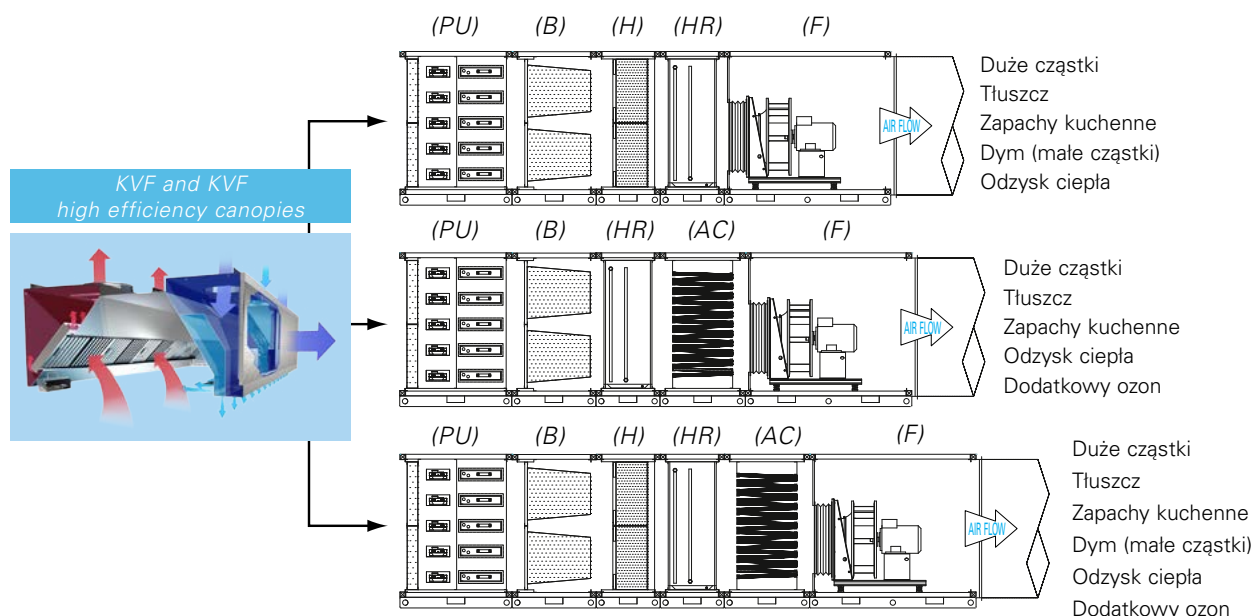 (PU) (B) (H) (HR) (F)
AIR FLOW
Duże cząstki
Tłuszcz
Zapachy kuchenne
Dym (małe cząstki)
Odzysk ciepła
KVF and KVF
high efficiency canopies
(PU) (B) (HR) (AC) (F)
AIR FLOW
Duże cząstki
Tłuszcz
Zapachy kuchenne
Odzysk ciepła
Dodatkowy ozon
(PU) (B) (H) (HR) (AC) (F)
AIR FLOW
Duże cząstki
Tłuszcz
Zapachy kuchenne
Dym (małe cząstki)
Odzysk ciepła
Dodatkowy ozon